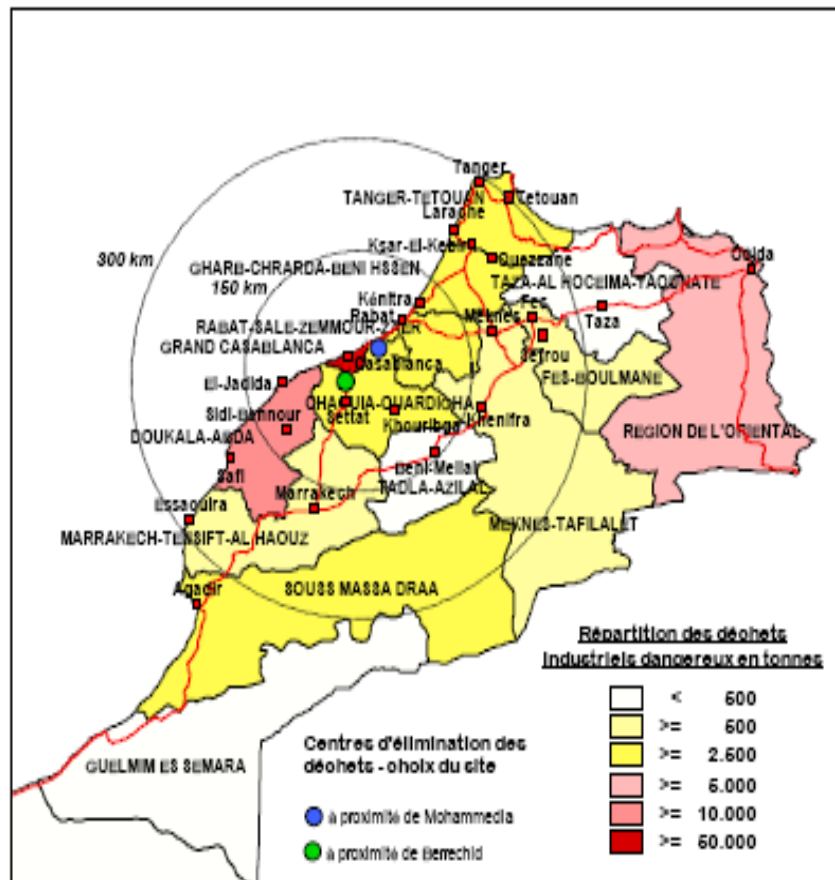 Tanger
TANGER-TETOUAN
Tetouan
Larache
300 km
Ksar-El-Kebir
Ouezzane
Oujda
GHARB-CHRARDA-BENI HSSEN
TAZA-AL HOCEIMA-TAOUNATE
150 km
Kénitra
Fes
Rabat
Meknes
Taza
RABAT-SALE-ZEMMOUR-ZAER
Sefrou
GRAND CASABLANCA
Casablanca
FES-BOULMANE
El-Jadida
CHAOUIA-OUARDIGHA
Settat
Khenifra
Sidi-Bennour
Khouribga
REGION DE L'ORIENTAL
DOUKALA-ABDA
Safi
Beni-Mellal
TADLA-AZILAL
Essaouira
Marrakech
MEKNES-TAFILALET
MARRAKECH-TENSIFT-AL HAOUZ
Agadir
SOUSS MASSA DRAA
GUELMIM ES SEMARA
Répartition des déchets
industriels dangereux en tonnes
< 500
>= 500
>= 2.500
>= 5.000
>= 10.000
>= 50.000
Centres d'élimination des
déchets - choix du site
à proximité de Mohammedia
à proximité de Berrechid